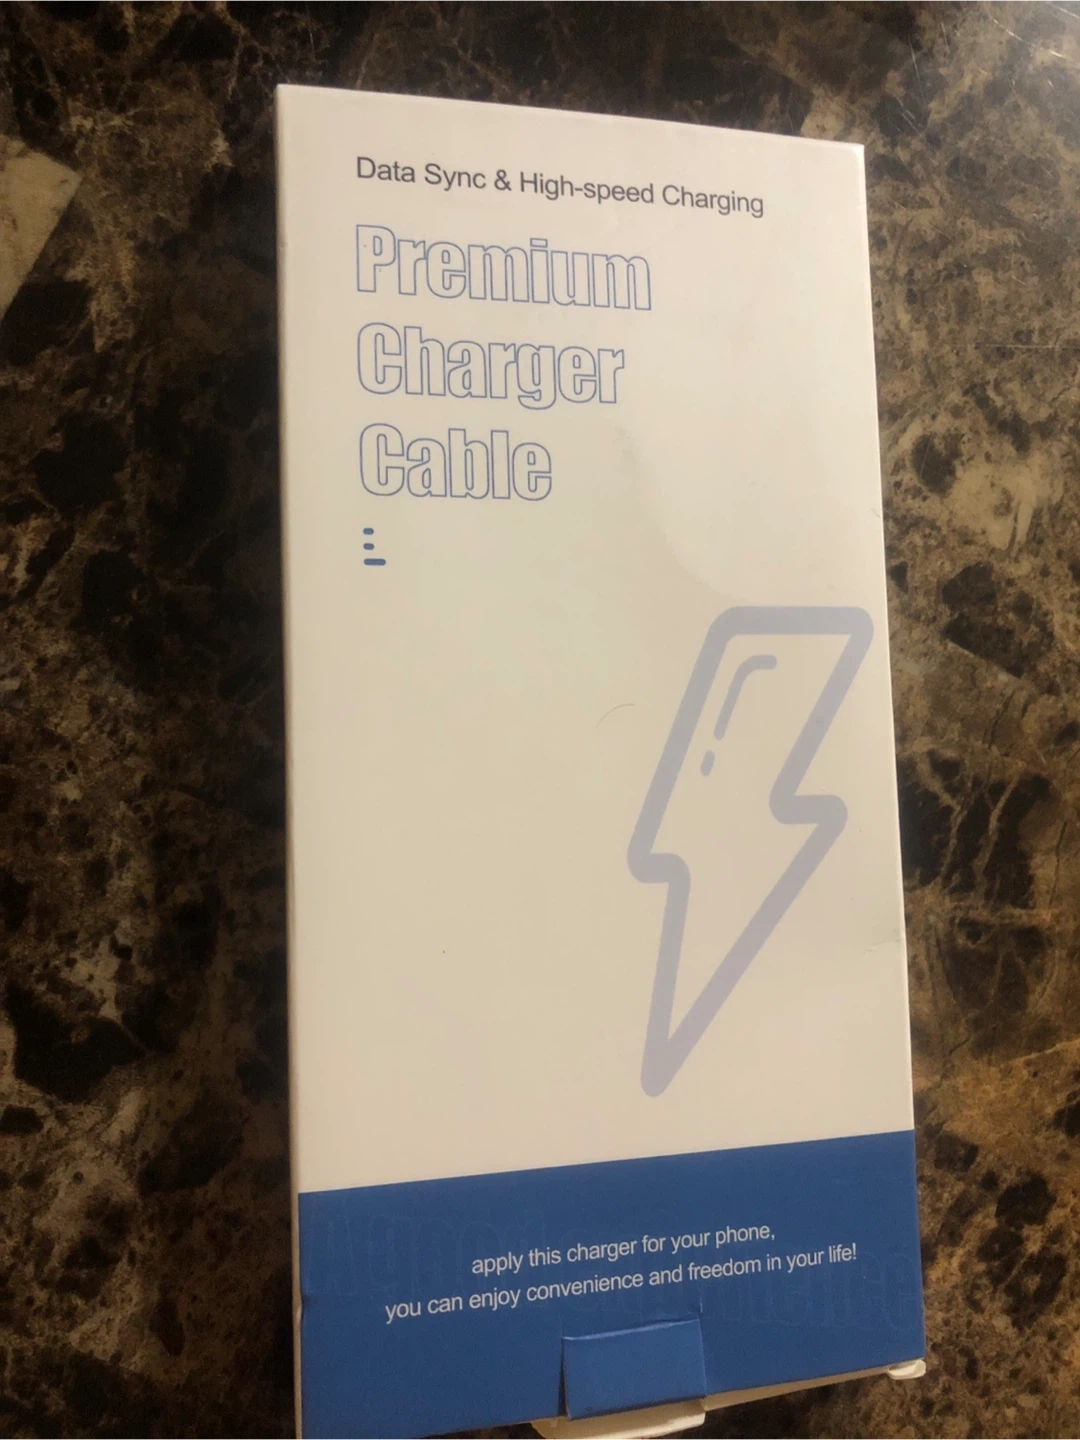 Data Sync & High-speed Charging
Premium
Charger
Cable
apply this charger for your phone,
you can enjoy convenience and freedom in your life!